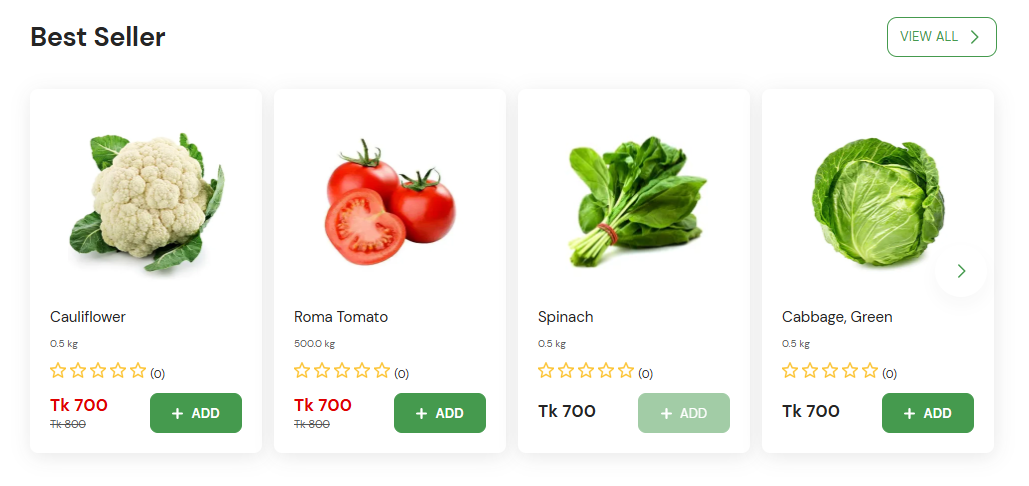 Best Seller
VIEW ALL
Cauliflower
0.5 kg
(0)
Tk 700
Tk 800
+ ADD
Roma Tomato
500.0 kg
(0)
Tk 700
Tk 800
+ ADD
Spinach
0.5 kg
(0)
Tk 700
+ ADD
Cabbage, Green
0.5 kg
(0)
Tk 700
+ ADD